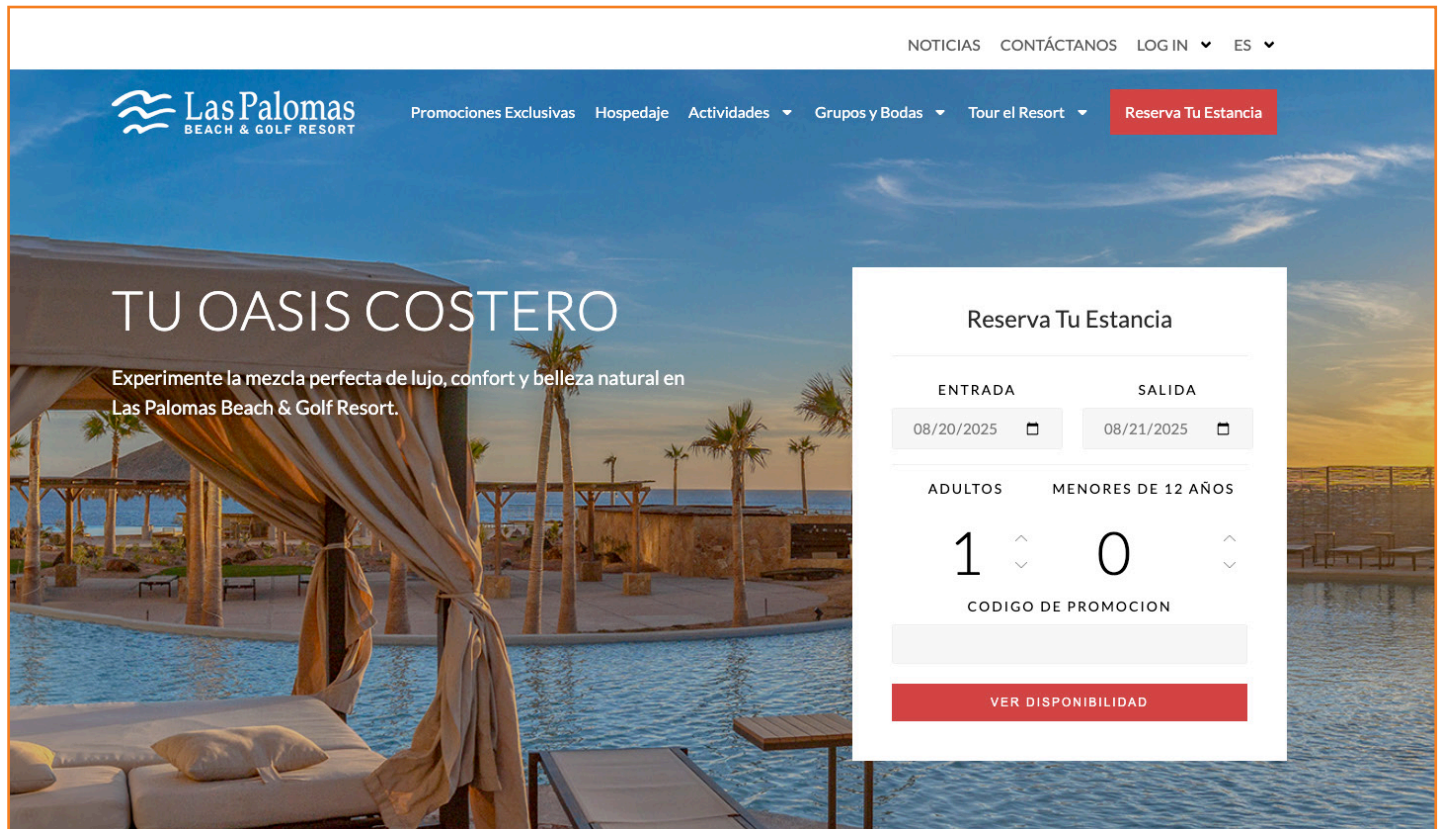 NOTICIAS CONTÁCTANOS LOG IN ES
Las Palomas
BEACH & GOLF RESORT
Promociones Exclusivas Hospedaje Actividades Grupos y Bodas Tour el Resort Reserva Tu Estancia
TU OASIS COSTERO
Experimente la mezcla perfecta de lujo, confort y belleza natural en
Las Palomas Beach & Golf Resort.
Reserva Tu Estancia
ENTRADA SALIDA
08/20/2025 08/21/2025
ADULTOS MENORES DE 12 AÑOS
1 0
CODIGO DE PROMOCION
VER DISPONIBILIDAD